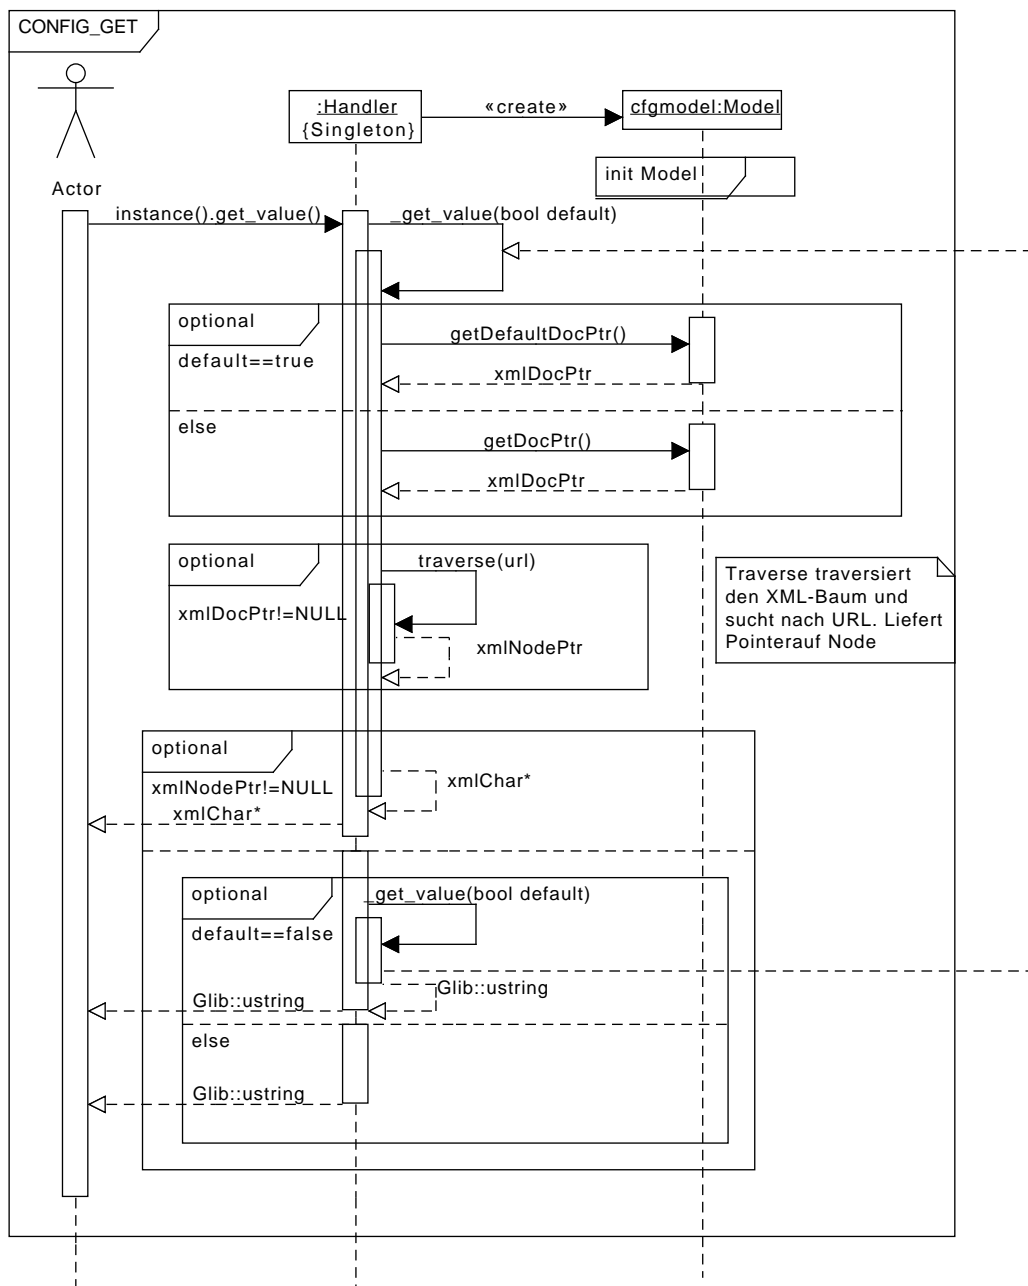 CONFIG_GET
:Handler
{Singleton}
«create»
cfgmodel:Model
init Model
Actor
instance().get_value()
_get_value(bool default)
optional
default==true
getDefaultDocPtr()
xmlDocPtr
else
getDocPtr()
xmlDocPtr
optional
xmlDocPtr!=NULL
traverse(url)
xmlNodePtr
Traverse traversiert
den XML-Baum und
sucht nach URL. Liefert
Pointerauf Node
optional
xmlNodePtr!=NULL
xmlChar*
xmlChar*
optional
default==false
_get_value(bool default)
Glib::ustring
Glib::ustring
else
Glib::ustring